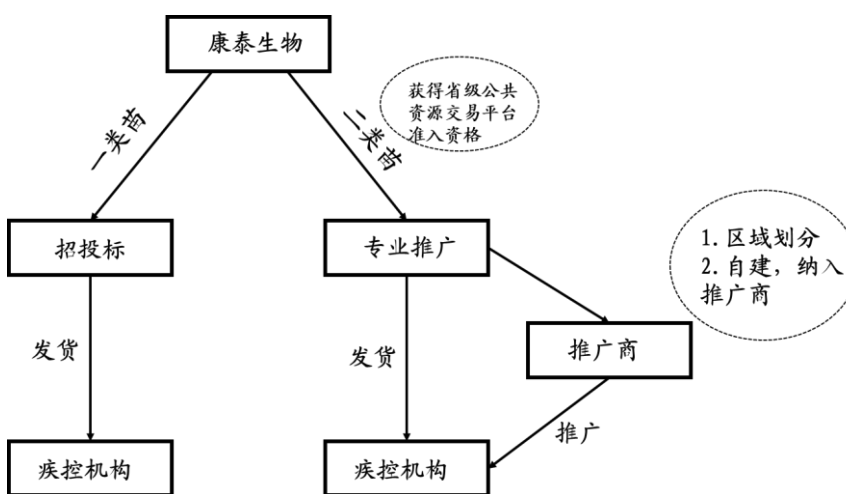 康泰生物
获得省级公共
资源交易平台
准入资格
一类苗
二类苗
招投标
专业推广
1. 区域划分
2. 自建，纳入
推广商
发货
发货
推广商
推广
疾控机构
疾控机构